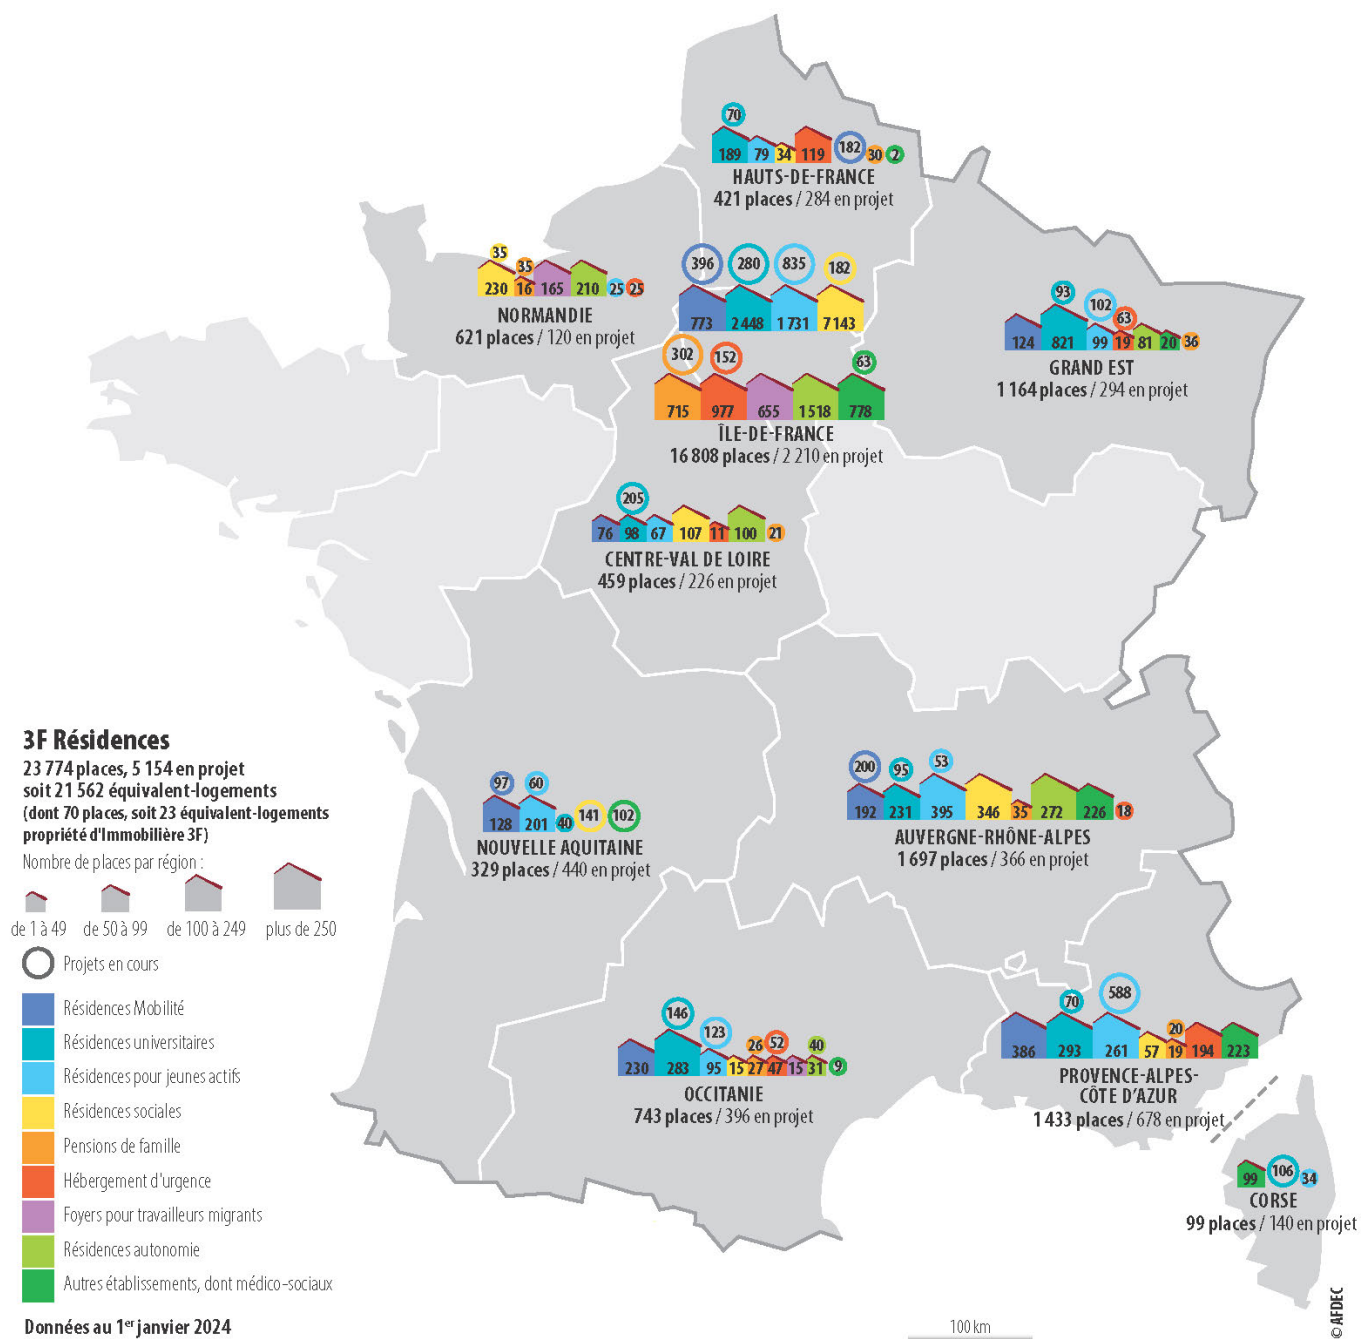 70
189 79 34 119 182 30 2
HAUTS-DE-FRANCE
421 places / 284 en projet
35 35
230 16 165 210 25 25
NORMANDIE
621 places / 120 en projet
396 280 835 182
773 2 448 1 731 7 143
302 152 63
715 977 655 1 518 778
ÎLE-DE-FRANCE
16 808 places / 2 210 en projet
93 102 63
124 821 99 19 81 20 36
GRAND EST
1 164 places / 294 en projet
205
76 98 67 107 11 100 21
CENTRE-VAL DE LOIRE
459 places / 226 en projet
97 60
128 201 40 141 102
NOUVELLE AQUITAINE
329 places / 440 en projet
200 95 53
192 231 395 346 35 272 226 18
AUVERGNE-RHÔNE-ALPES
1 697 places / 366 en projet
146 123 26 52 40
230 283 95 15 27 47 15 31 9
OCCITANIE
743 places / 396 en projet
70 588 20
386 293 261 57 19 194 223
PROVENCE-ALPES-
CÔTE D'AZUR
1 433 places / 678 en projet
99 106 34
CORSE
99 places / 140 en projet
3F Résidences
23 774 places, 5 154 en projet
soit 21 562 équivalent-logements
(dont 70 places, soit 23 équivalent-logements
propriété d'Immobilière 3F)
Nombre de places par région :
de 1 à 49 de 50 à 99 de 100 à 249 plus de 250
Projets en cours
Résidences Mobilité
Résidences universitaires
Résidences pour jeunes actifs
Résidences sociales
Pensions de famille
Hébergement d'urgence
Foyers pour travailleurs migrants
Résidences autonomie
Autres établissements, dont médico-sociaux
Données au 1er janvier 2024
100 km
© AFDEC